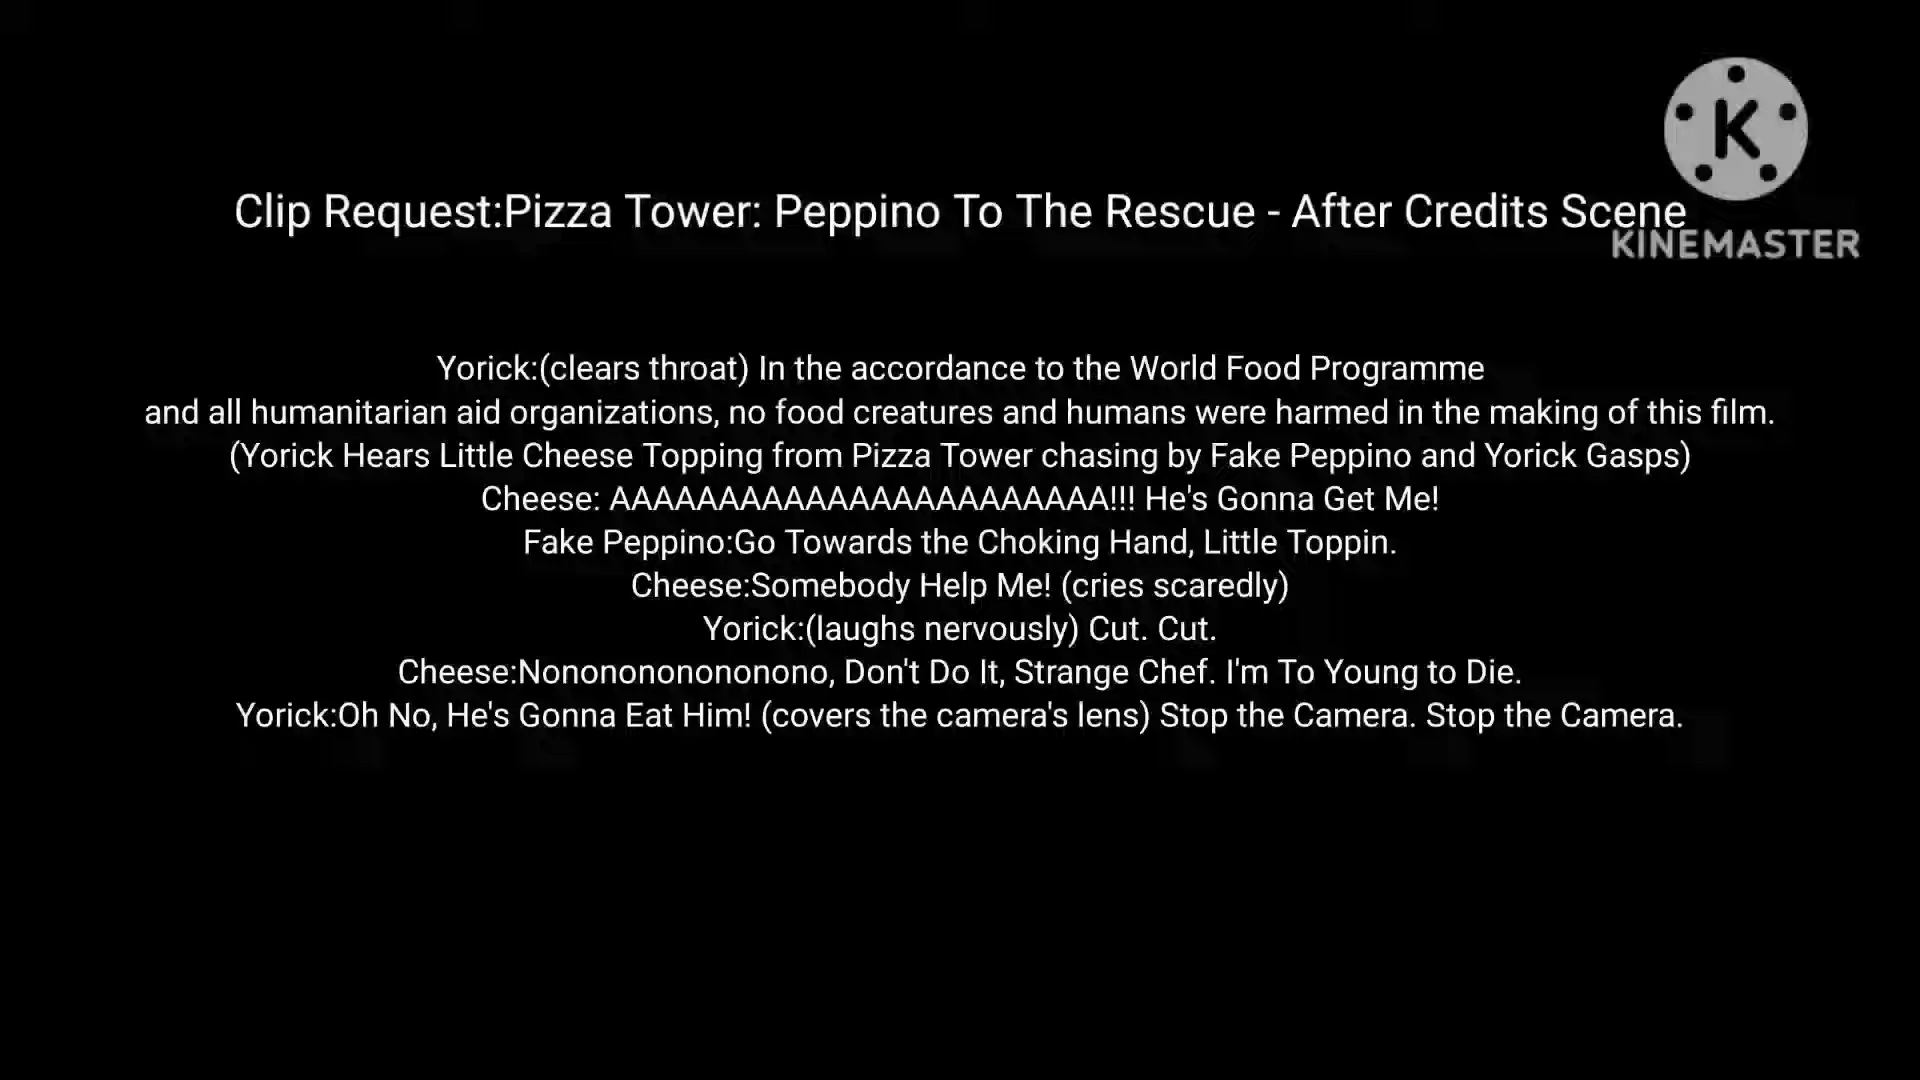 K
Clip Request:Pizza Tower: Peppino To The Rescue - After Credits Scene
KINEMASTER
Yorick:(clears throat) In the accordance to the World Food Programme
and all humanitarian aid organizations, no food creatures and humans were harmed in the making of this film.
(Yorick Hears Little Cheese Topping from Pizza Tower chasing by Fake Peppino and Yorick Gasps)
Cheese: AAAAAAAAAAAAAAAAAAAAAAA!!! He's Gonna Get Me!
Fake Peppino:Go Towards the Choking Hand, Little Toppin.
Cheese:Somebody Help Me! (cries scaredly)
Yorick:(laughs nervously) Cut. Cut.
Cheese:Nonononononono​no, Don't Do It, Strange Chef. I'm To Young to Die.
Yorick:Oh No, He's Gonna Eat Him! (covers the camera's lens) Stop the Camera. Stop the Camera.